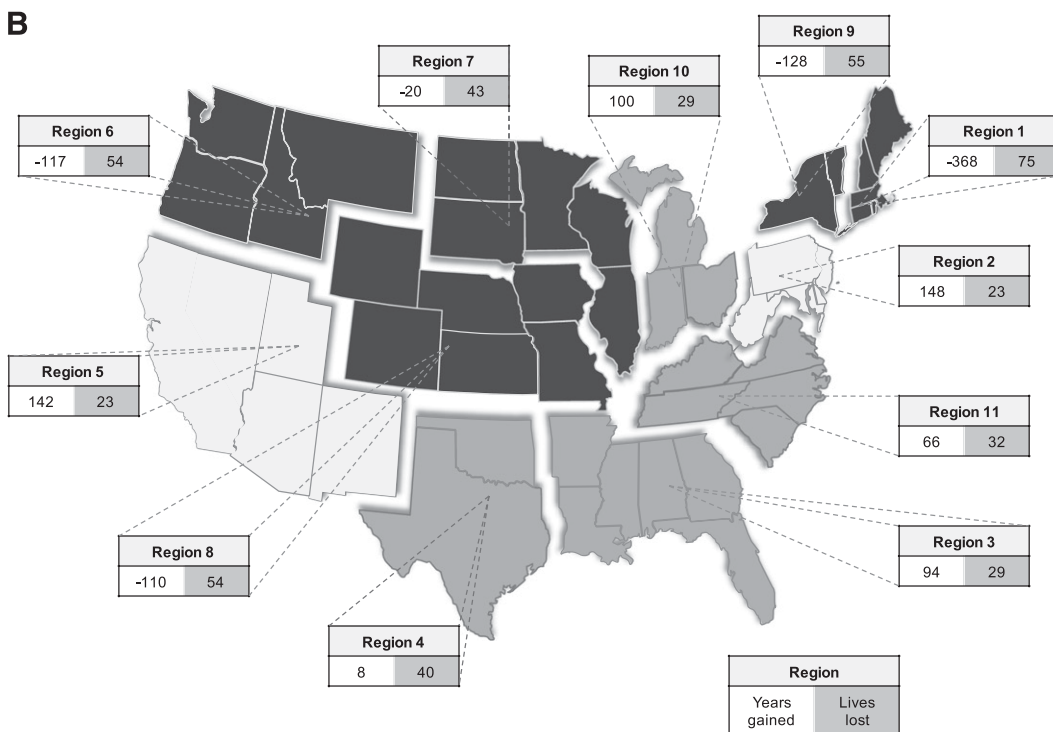 B
Region 9
-128 55
Region 7
-20 43
Region 10
100 29
Region 6
-117 54
Region 1
-368 75
Region 2
148 23
Region 5
142 23
Region 11
66 32
Region 8
-110 54
Region 3
94 29
Region 4
8 40
Region
Years Lives
gained lost